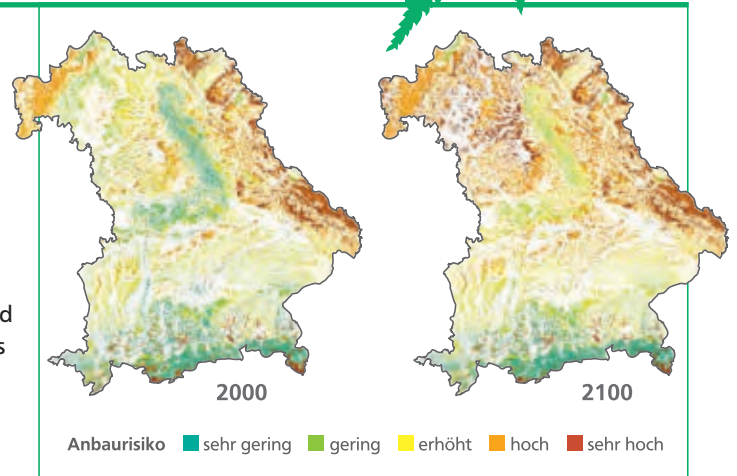 d
s
2000
2100
Anbaurisiko sehr gering gering erhöht hoch sehr hoch